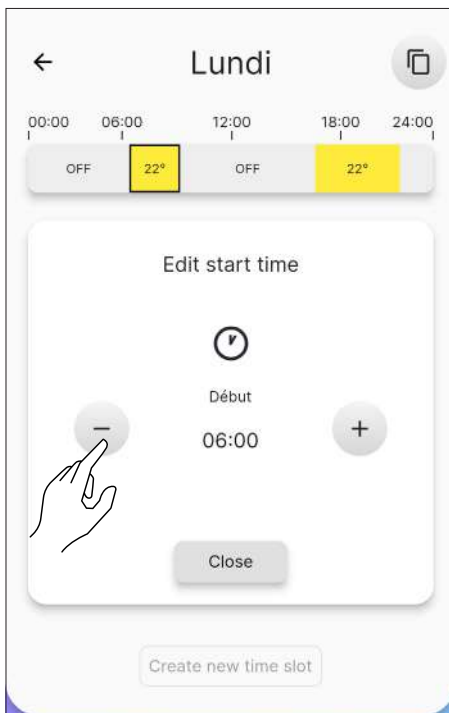 Lundi
00:00 06:00 12:00 18:00 24:00
OFF 22° OFF 22°
Edit start time
Début
06:00
Close
Create new time slot